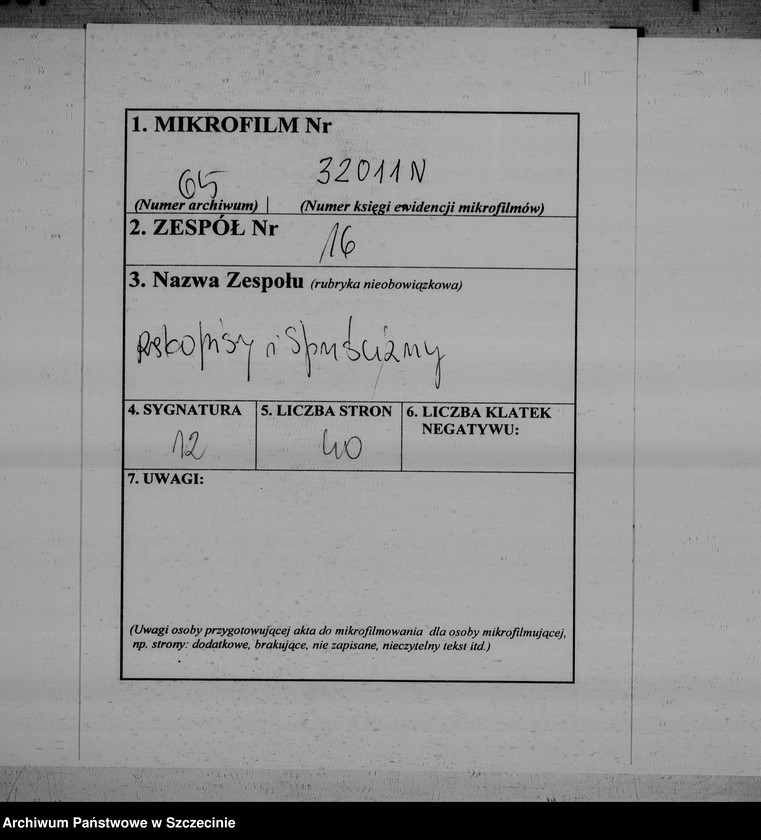 1. MIKROFILM Nr
65 32011N
(Numer archiwum) | (Numer księgi ewidencji mikrofilmów)
2. ZESPÓŁ Nr
16
3. Nazwa Zespołu (rubryka nieobowiązkowa)
Rękopisy i Spuścizny
4. SYGNATURA 5. LICZBA STRON 6. LICZBA KLATEK
NEGATYWU:
12 40
7. UWAGI:
(Uwagi osoby przygotowującej akta do mikrofilmowania dla osoby mikrofilmującej,
np. strony: dodatkowe, brakujące, nie zapisane, nieczytelny tekst itd.)
Archiwum Państwowe w Szczecinie